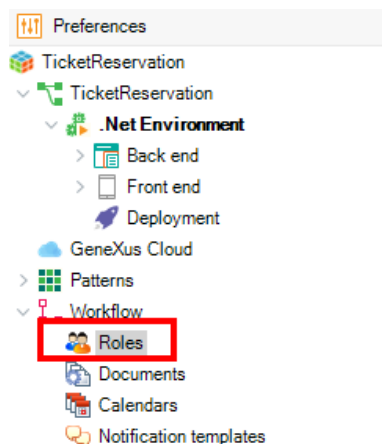 Preferences
TicketReservation
TicketReservation
.Net Environment
Back end
Front end
Deployment
GeneXus Cloud
Patterns
Workflow
Roles
Documents
Calendars
Notification templates